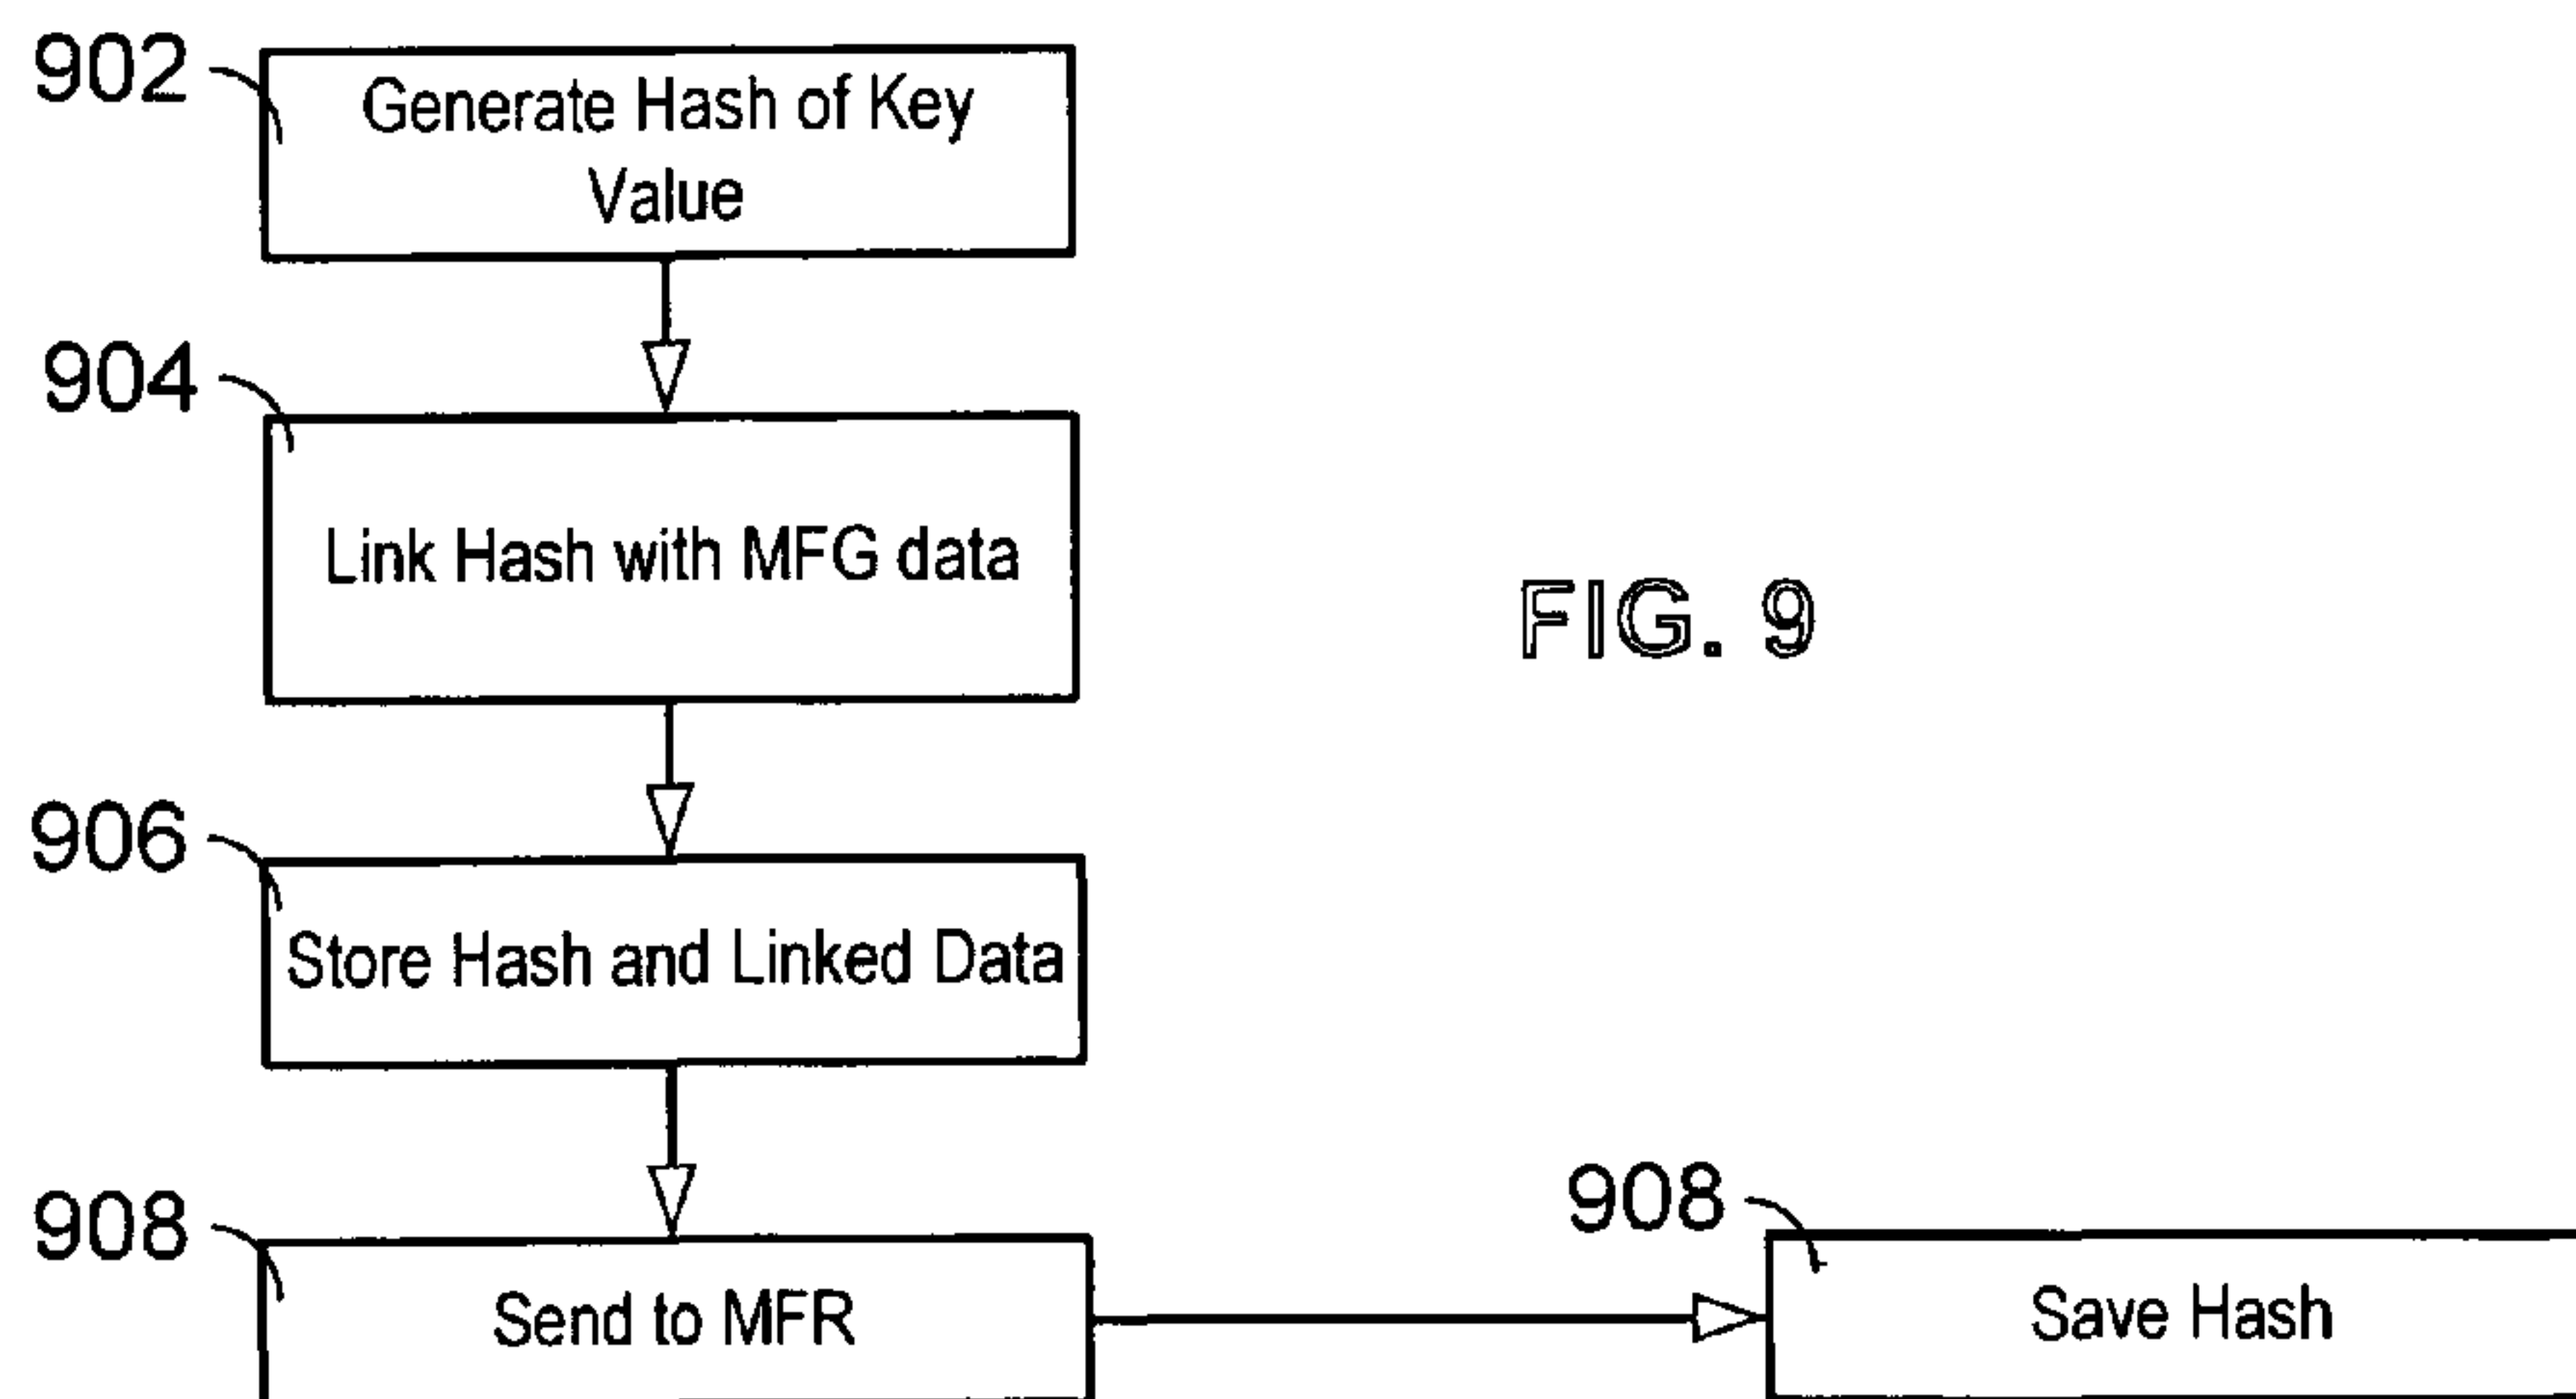 902
Generate Hash of Key
Value
904
Link Hash with MFG data
FIG. 9
906
Store Hash and Linked Data
908
Send to MFR
908
Save Hash